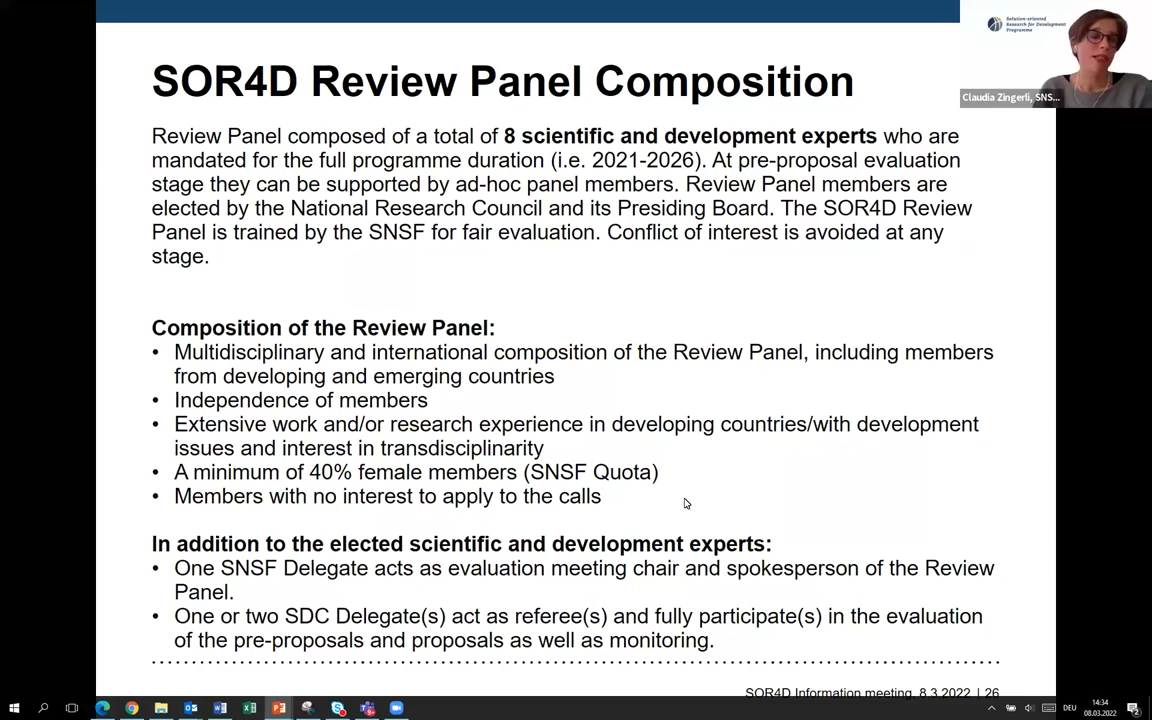 Solution-oriented
Research for Development
Programme
Claudia Zingerli, SNS...
SOR4D Review Panel Composition
Review Panel composed of a total of 8 scientific and development experts who are
mandated for the full programme duration (i.e. 2021-2026). At pre-proposal evaluation
stage they can be supported by ad-hoc panel members. Review Panel members are
elected by the National Research Council and its Presiding Board. The SOR4D Review
Panel is trained by the SNSF for fair evaluation. Conflict of interest is avoided at any
stage.
Composition of the Review Panel:
• Multidisciplinary and international composition of the Review Panel, including members
from developing and emerging countries
• Independence of members
• Extensive work and/or research experience in developing countries/with development
issues and interest in transdisciplinarity
• A minimum of 40% female members (SNSF Quota)
• Members with no interest to apply to the calls
In addition to the elected scientific and development experts:
• One SNSF Delegate acts as evaluation meeting chair and spokesperson of the Review
Panel.
• One or two SDC Delegate(s) act as referee(s) and fully participate(s) in the evaluation
of the pre-proposals and proposals as well as monitoring.
SOR4D Information meeting, 8.3.2022 | 26
DEU
14:34
08.03.2022
2